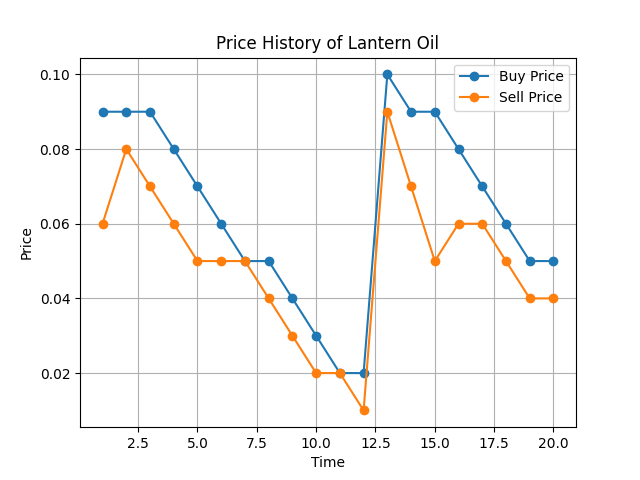 Price History of Lantern Oil
Buy Price
Sell Price
0.10
0.08
0.06
0.04
0.02
Price
2.5 5.0 7.5 10.0 12.5 15.0 17.5 20.0
Time